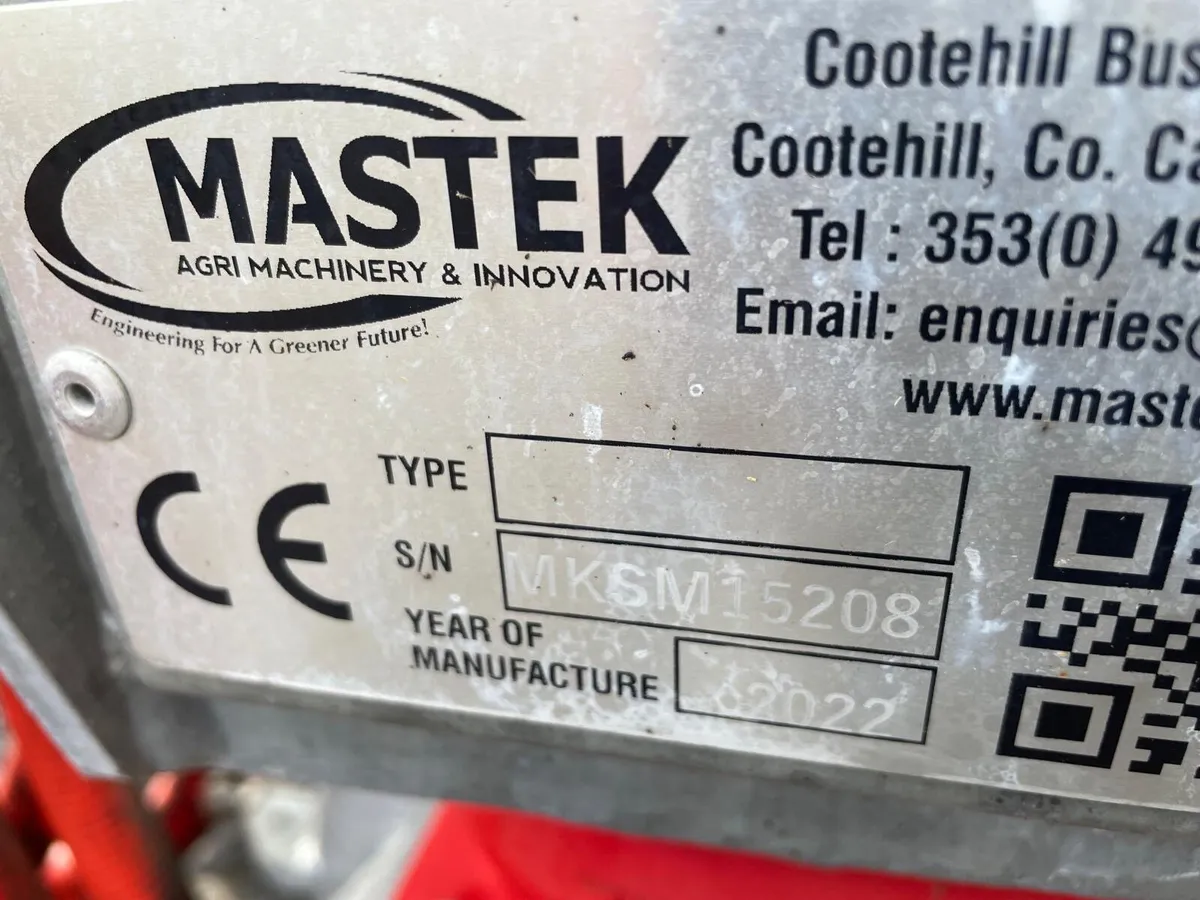 MASTEK
AGRI MACHINERY & INNOVATION
Engineering For A Greener Future!
Cootehill Bus
Cootehill, Co. Ca
Tel : 353(0) 49
Email: enquiries@
www.maste
TYPE
S/N MKSM15208
YEAR OF
MANUFACTURE 2022
CE